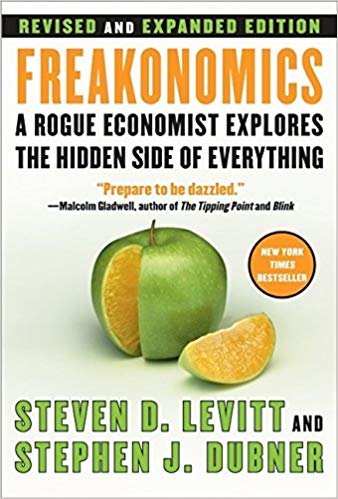 REVISED AND EXPANDED EDITION
FREAKONOMICS
A ROGUE ECONOMIST EXPLORES
THE HIDDEN SIDE OF EVERYTHING
“Prepare to be dazzled.”
—Malcolm Gladwell, author of The Tipping Point and Blink
NEW YORK
TIMES
BESTSELLER
STEVEN D. LEVITT AND
STEPHEN J. DUBNER